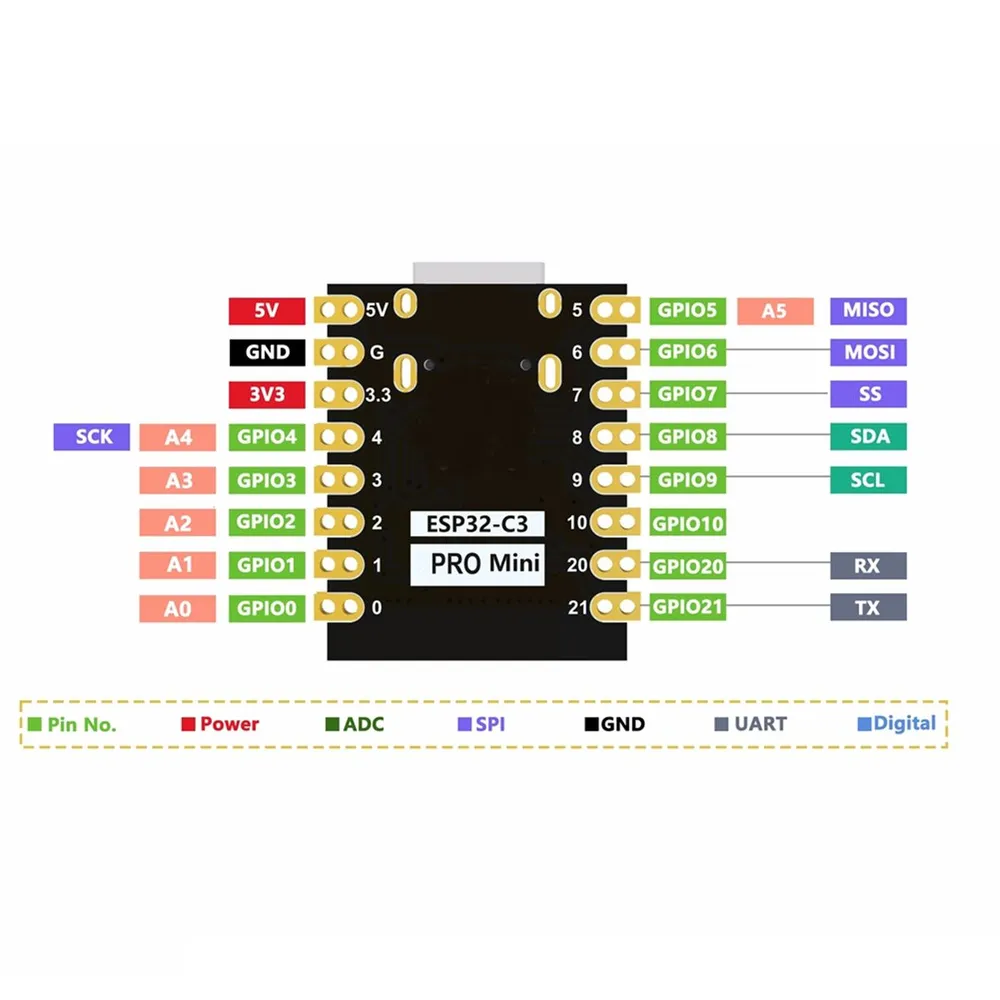 5V 5V 5 GPIO5 A5 MISO
GND G 6 GPIO6 MOSI
3V3 3.3 7 GPIO7 SS
SCK A4 GPIO4 4 8 GPIO8 SDA
A3 GPIO3 3 9 GPIO9 SCL
A2 GPIO2 2 10 GPIO10
A1 GPIO1 1 20 GPIO20 RX
A0 GPIO0 0 21 GPIO21 TX
ESP32-C3
PRO Mini
Pin No. Power ADC SPI GND UART Digital